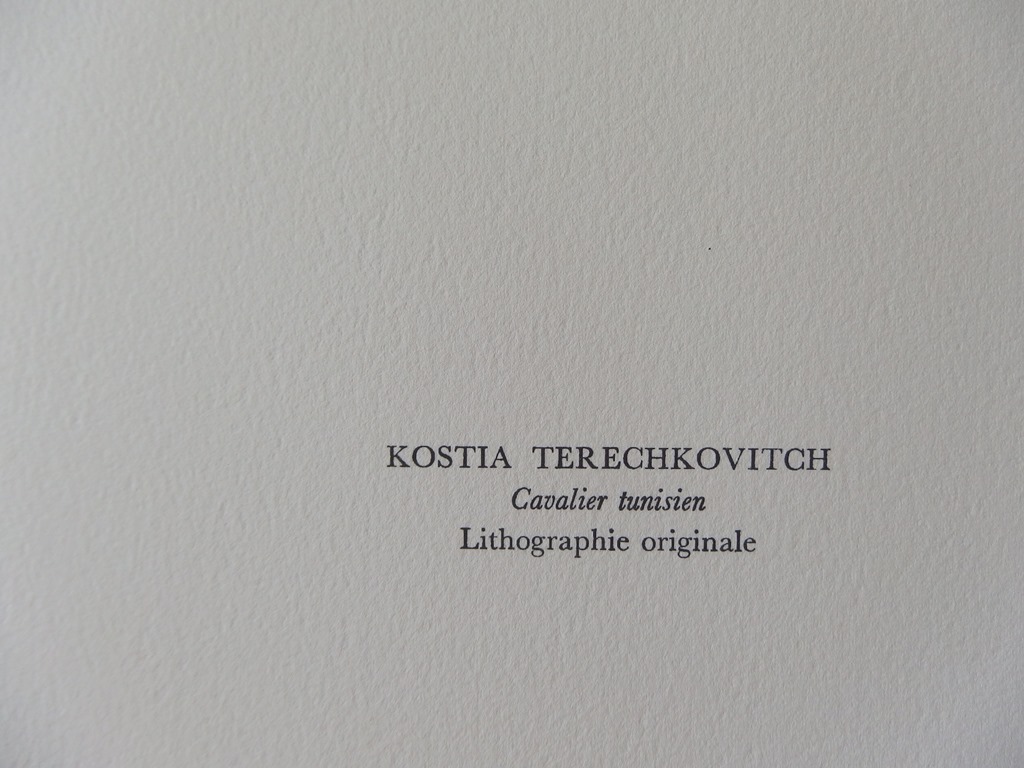 KOSTIA TERECHKOVITCH
Cavalier tunisien
Lithographie originale